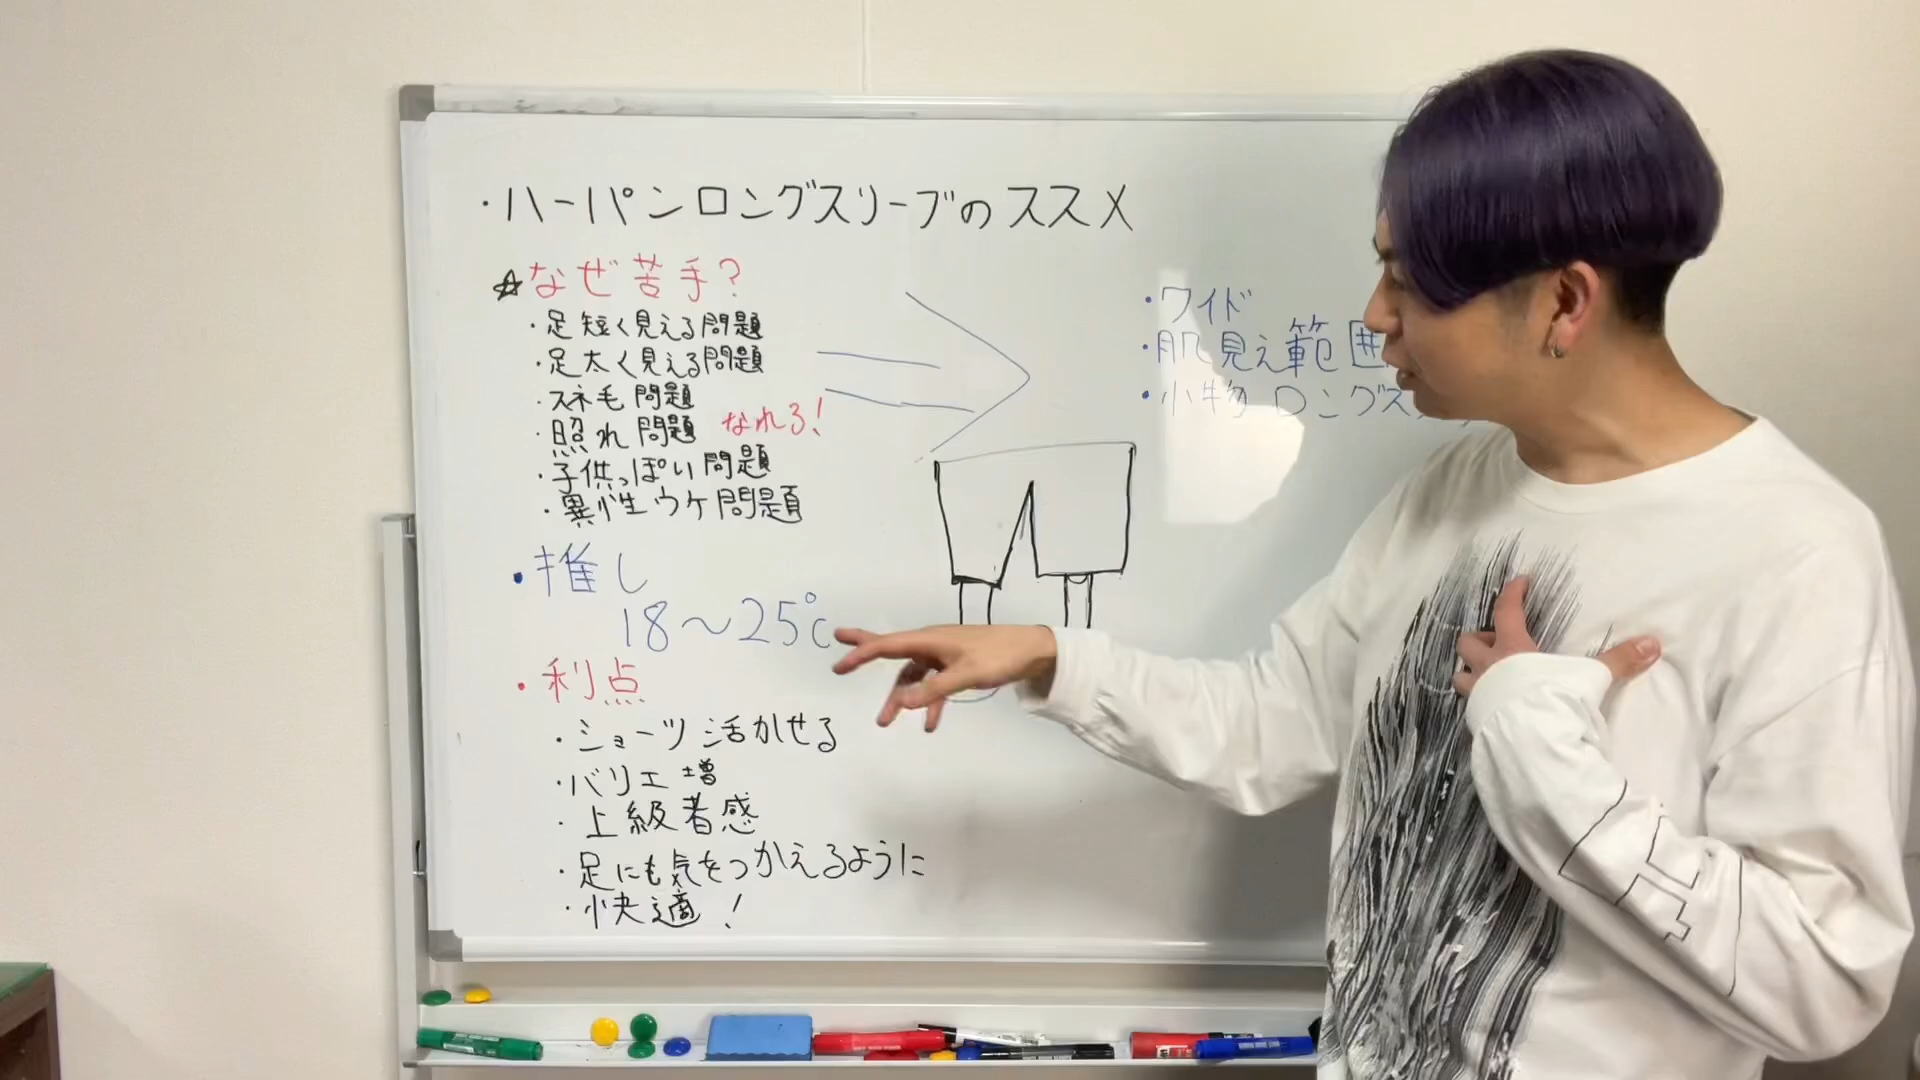 ・ハーパンロングスリーブのススメ
☆なぜ苦手?
・足短く見える問題
・足太く見える問題
・スネ毛問題
・照れ問題 なれろ!
・子供っぽい問題
・異性ウケ問題
・ワイド
・肌見え範囲
・小物 ロングス
・推し
18〜25℃
・利点
・ショーツ活かせる
・バリエ増
・上級者感
・足にも気をつかえるように
・快適!